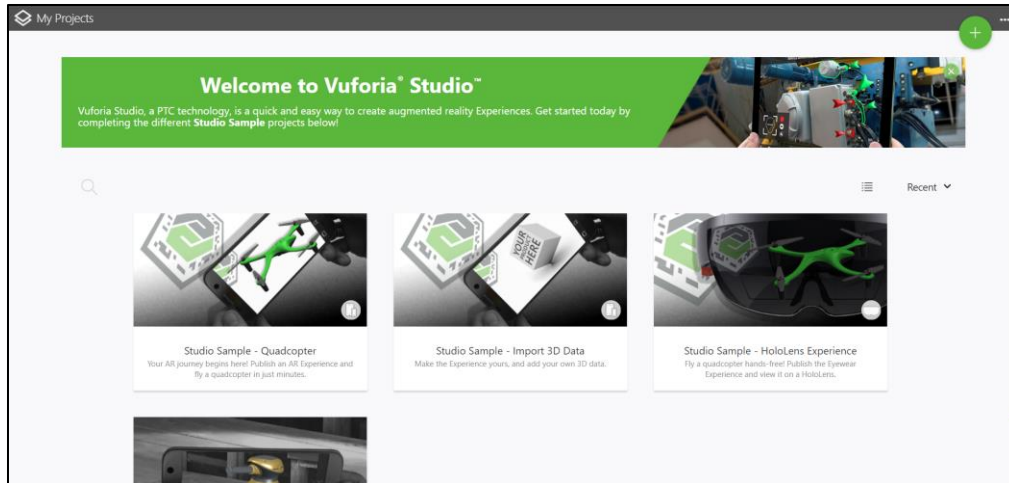 My Projects
Welcome to Vuforia® Studio™
Vuforia Studio, a PTC technology, is a quick and easy way to create augmented reality Experiences. Get started today by
completing the different Studio Sample projects below!
Recent
YOUR
PRODUCT
HERE
Studio Sample - Quadcopter
Your AR journey begins here! Publish an AR Experience and
fly a quadcopter in just minutes.
Studio Sample - Import 3D Data
Make the Experience yours, and add your own 3D data.
Studio Sample - HoloLens Experience
Fly a quadcopter hands-free! Publish the Eyewear
Experience and view it on a HoloLens.